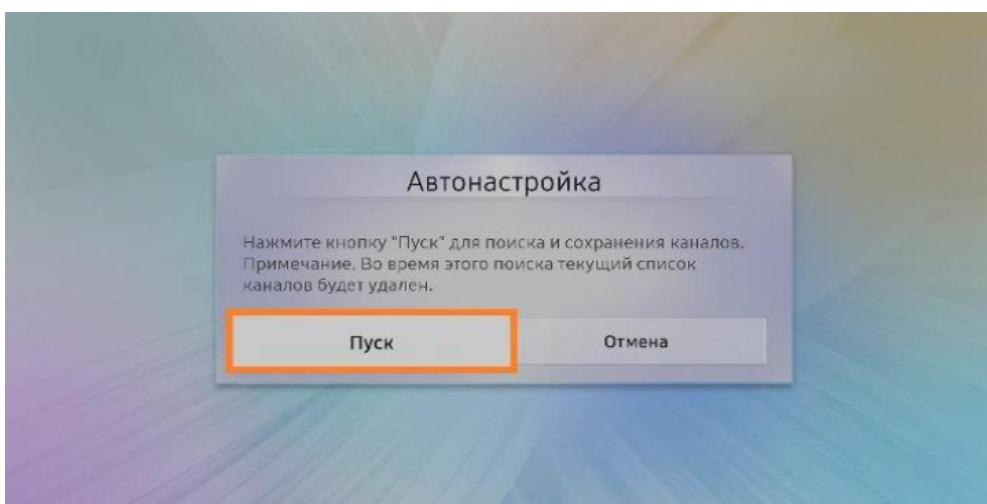 Автонастройка
Нажмите кнопку "Пуск" для поиска и сохранения каналов.
Примечание. Во время этого поиска текущий список
каналов будет удален.
Пуск
Отмена